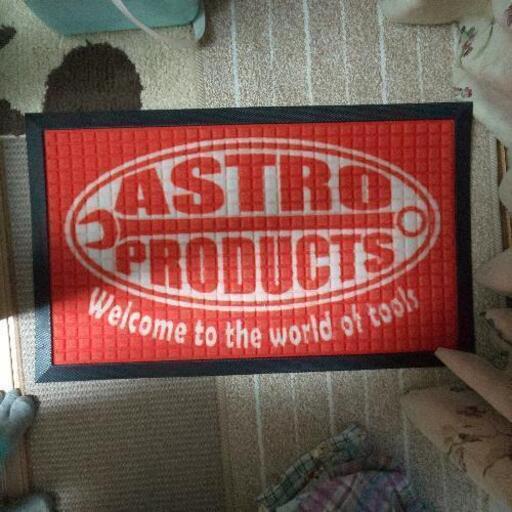 ASTRO
PRODUCTS
Welcome to the world of tools